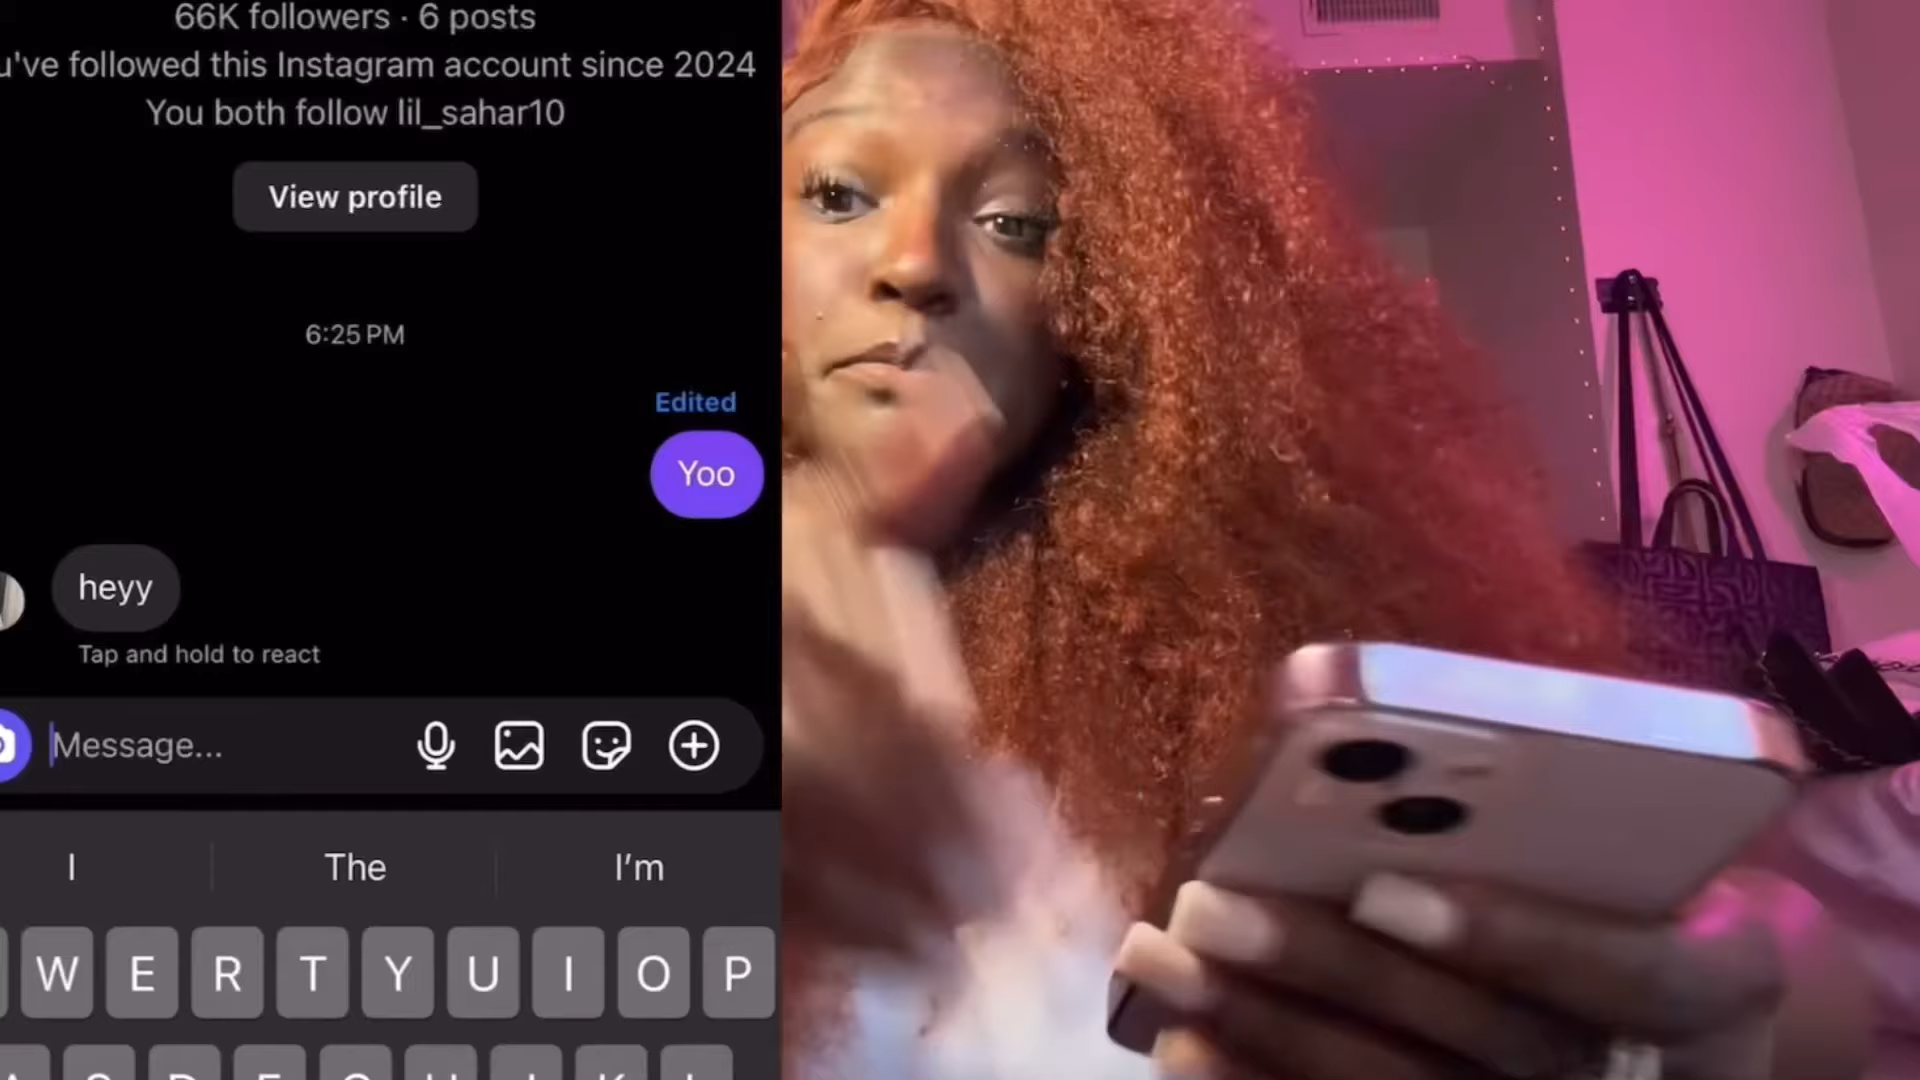 66K followers · 6 posts
u've followed this Instagram account since 2024
You both follow lil_sahar10
View profile
6:25 PM
Edited
Yoo
heyy
Tap and hold to react
Message...
I The I'm
W E R T Y U I O P